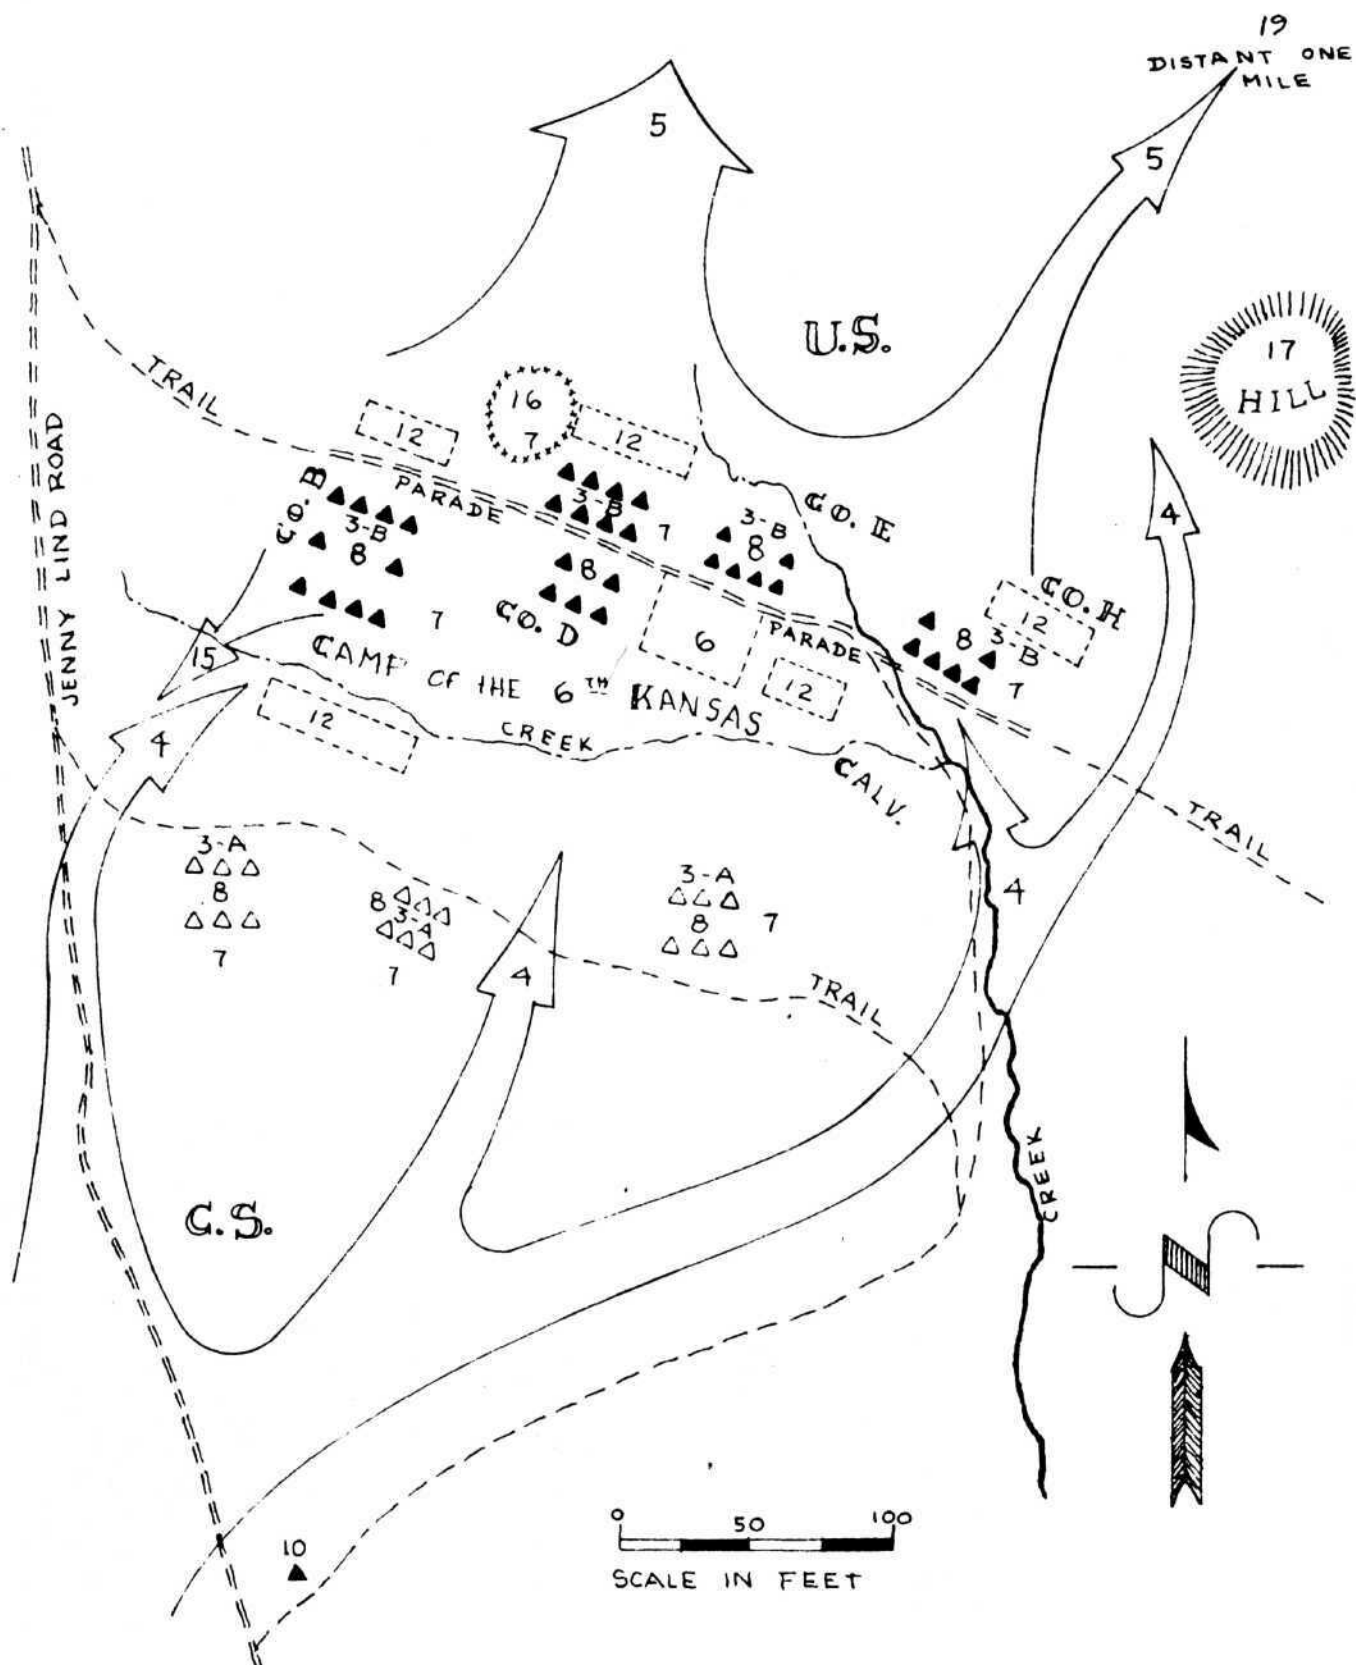 19
DISTANT ONE
MILE
5
5
U.S.
17
HILL
TRAIL
JENNY LIND ROAD
12
16
7
12
CO. B
PARADE
3-B
8
7
3-B
7
8
CO. D
3-B
8
CO. E
4
CO. H
12
8 3-B
7
6
PARADE
12
15
CAMP OF THE 6TH KANSAS
CALV.
12
CREEK
4
TRAIL
3-A
8
7
8
3-A
7
3-A
8
7
4
4
TRAIL
C.S.
CREEK
N
10
0 50 100
SCALE IN FEET